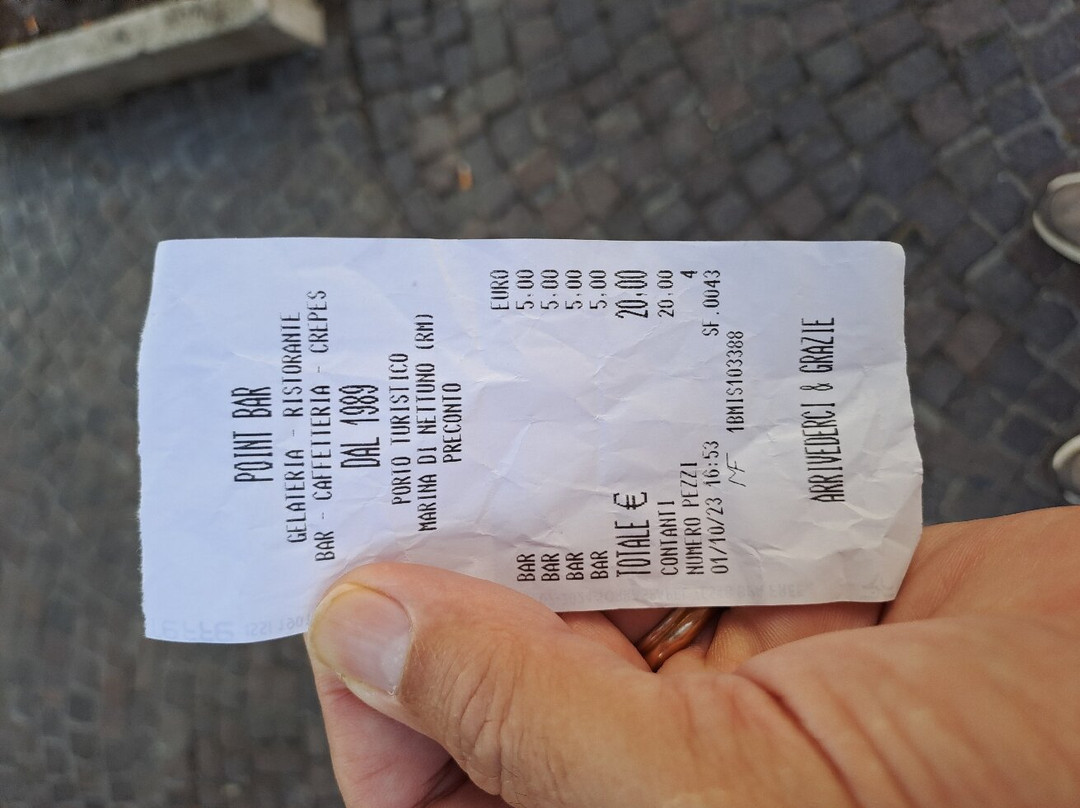 POINT BAR
GELATERIA - RISTORANTE
BAR - CAFFETTERIA - CREPES
DAL 1989
PORTO TURISTICO
MARINA DI NETTUNO (RM)
PRECONTO
EURO
BAR 5,00
BAR 5,00
BAR 5,00
BAR 5,00
TOTALE € 20,00
CONTANTI 20,00
NUMERO PEZZI 4
01/10/23 16:53 SF.0043
MF 1BMIS103388
ARRIVEDERCI & GRAZIE